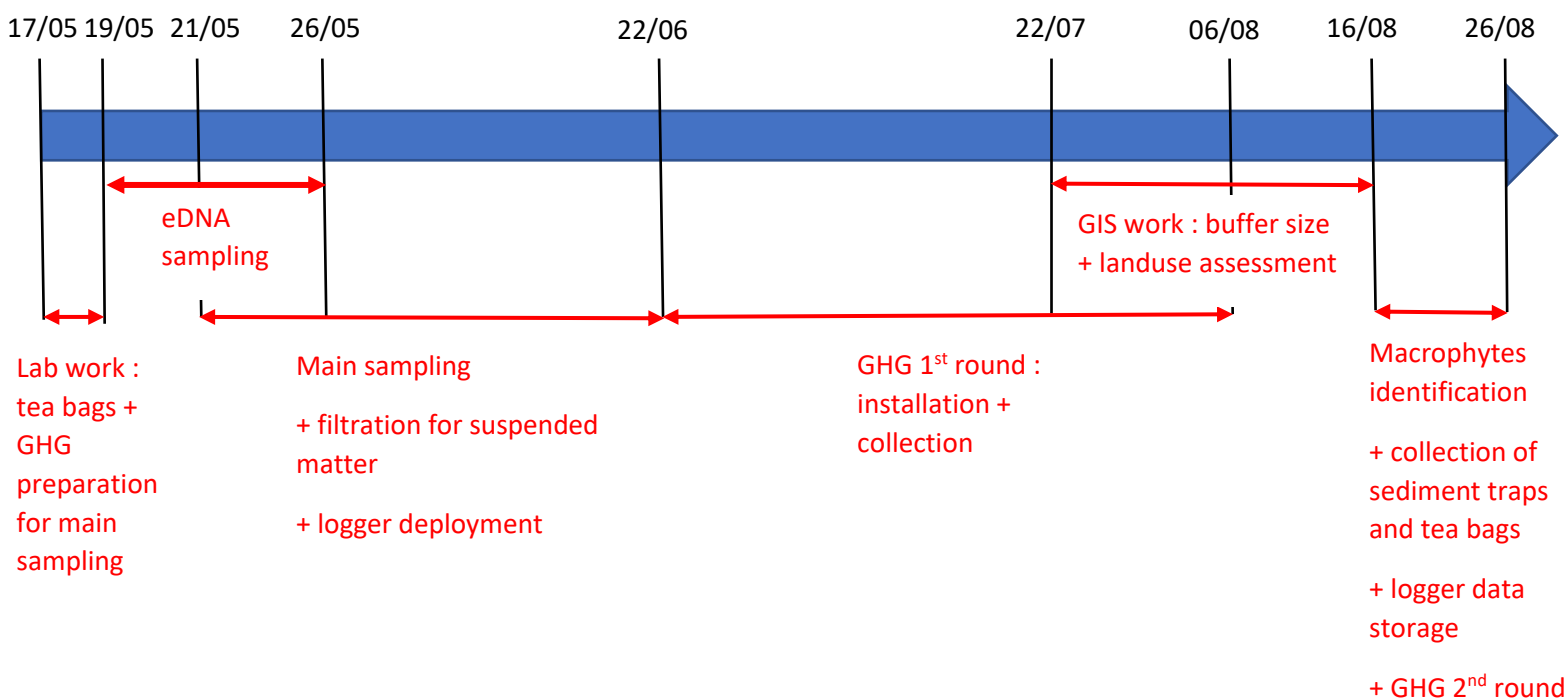 17/05 19/05 21/05 26/05 22/06 22/07 06/08 16/08 26/08
eDNA
sampling
GIS work : buffer size
+ landuse assessment
Lab work :
tea bags +
GHG
preparation
for main
sampling
Main sampling
+ filtration for suspended
matter
+ logger deployment
GHG 1st round :
installation +
collection
Macrophytes
identification
+ collection of
sediment traps
and tea bags
+ logger data
storage
+ GHG 2nd round